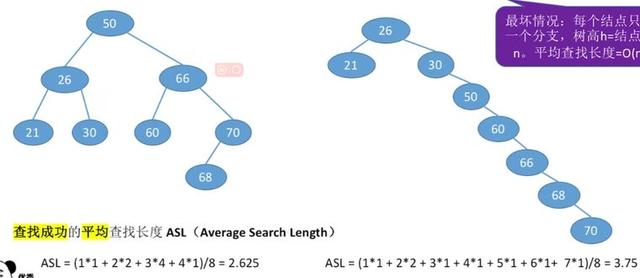 最坏情况：每个结点只
一个分支，树高h=结点
n。平均查找长度=O(n
50
26
66
21
30
60
70
68
26
21
30
50
60
66
68
70
查找成功的平均查找长度 ASL（Average Search Length）
ASL = (1*1 + 2*2 + 3*4 + 4*1)/8 = 2.625
ASL = (1*1 + 2*2 + 3*1 + 4*1 + 5*1 + 6*1+ 7*1)/8 = 3.75